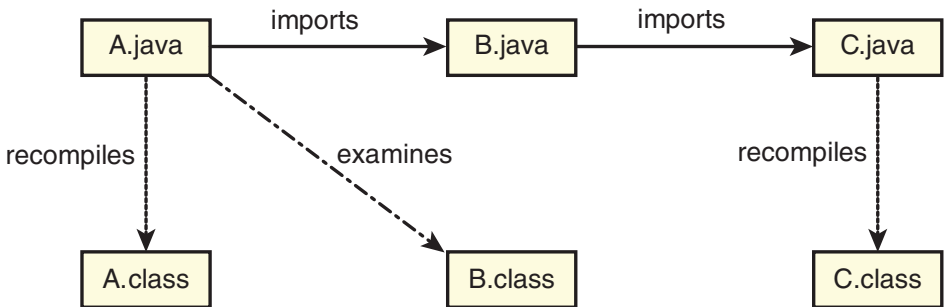 imports
imports
A.java
B.java
C.java
recompiles
examines
recompiles
A.class
B.class
C.class